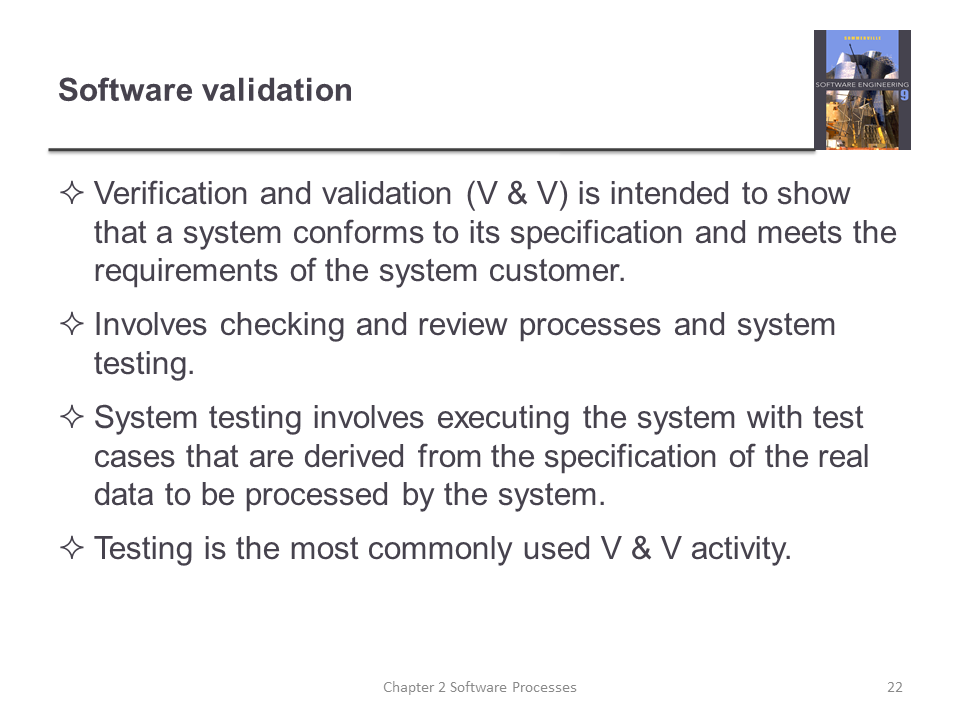 SOMMERVILLE
SOFTWARE ENGINEERING
9
Software validation
Verification and validation (V & V) is intended to show
that a system conforms to its specification and meets the
requirements of the system customer.
Involves checking and review processes and system
testing.
System testing involves executing the system with test
cases that are derived from the specification of the real
data to be processed by the system.
Testing is the most commonly used V & V activity.
Chapter 2 Software Processes
22